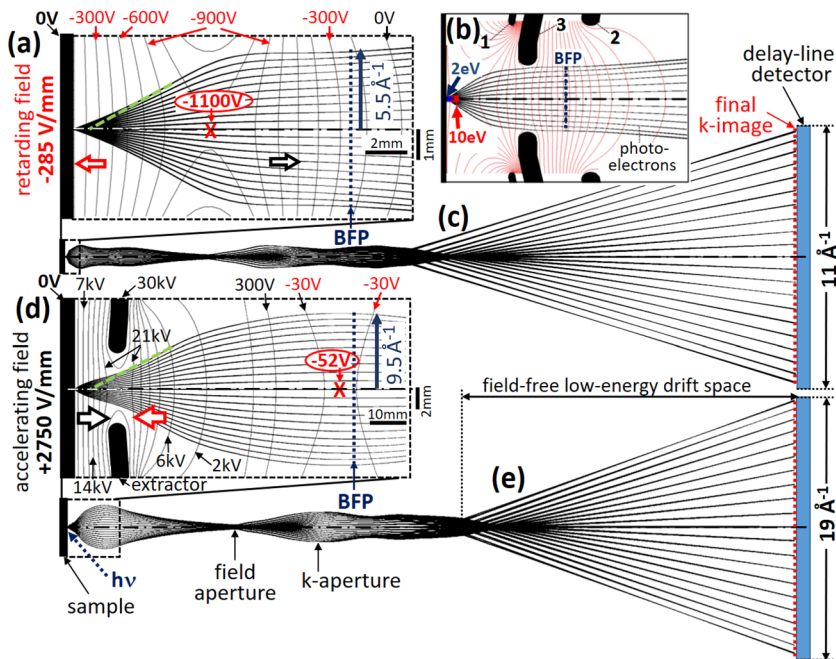 0V -300V -600V -900V -300V 0V
(a)
-1100V
5.5 Å-1
2mm
1mm
BFP
retarding field
-285 V/mm
(b)
1
3
2
BFP
2eV
10eV
photo-
electrons
delay-line
detector
final
k-image
(c)
11 Å-1
0V 7kV 30kV 300V -30V -30V
(d)
21kV
-52V
9.5Å-1
10mm
2mm
6kV
2kV
14kV
extractor
BFP
accelerating field
+2750 V/mm
field-free low-energy drift space
(e)
19 Å-1
hν
sample
field
aperture
k-aperture